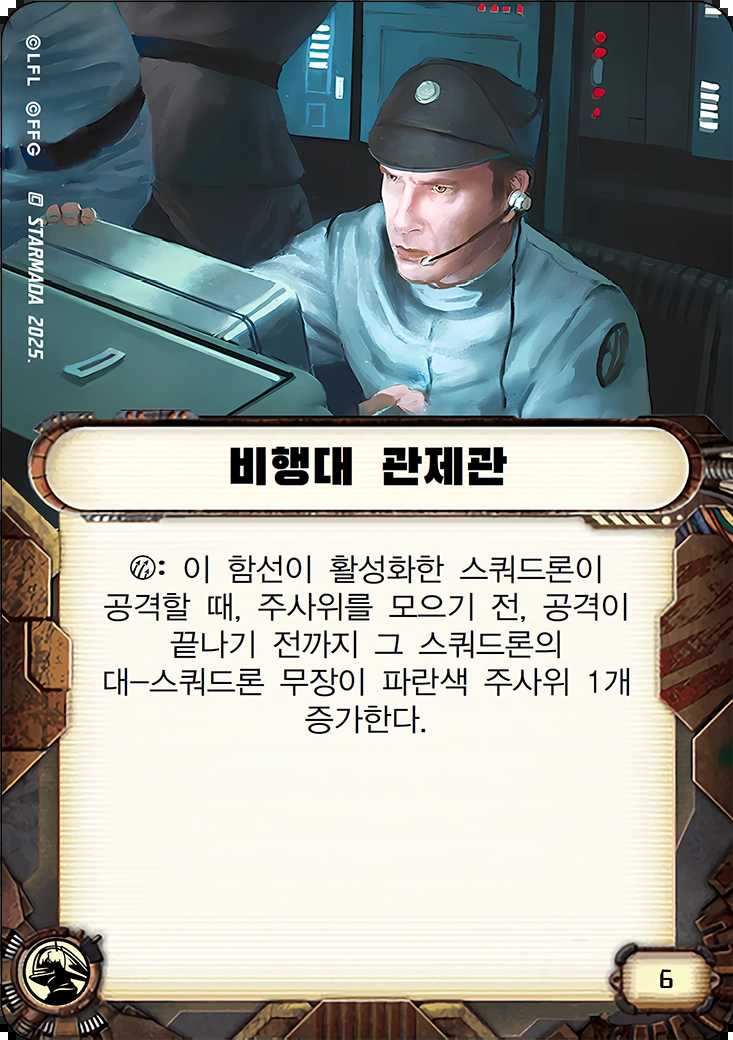 ©LFL ©FFG STARMADA 2025.
비행대 관제관
: 이 함선이 활성화한 스쿼드론이
공격할 때, 주사위를 모으기 전, 공격이
끝나기 전까지 그 스쿼드론의
대-스쿼드론 무장이 파란색 주사위 1개
증가한다.
6